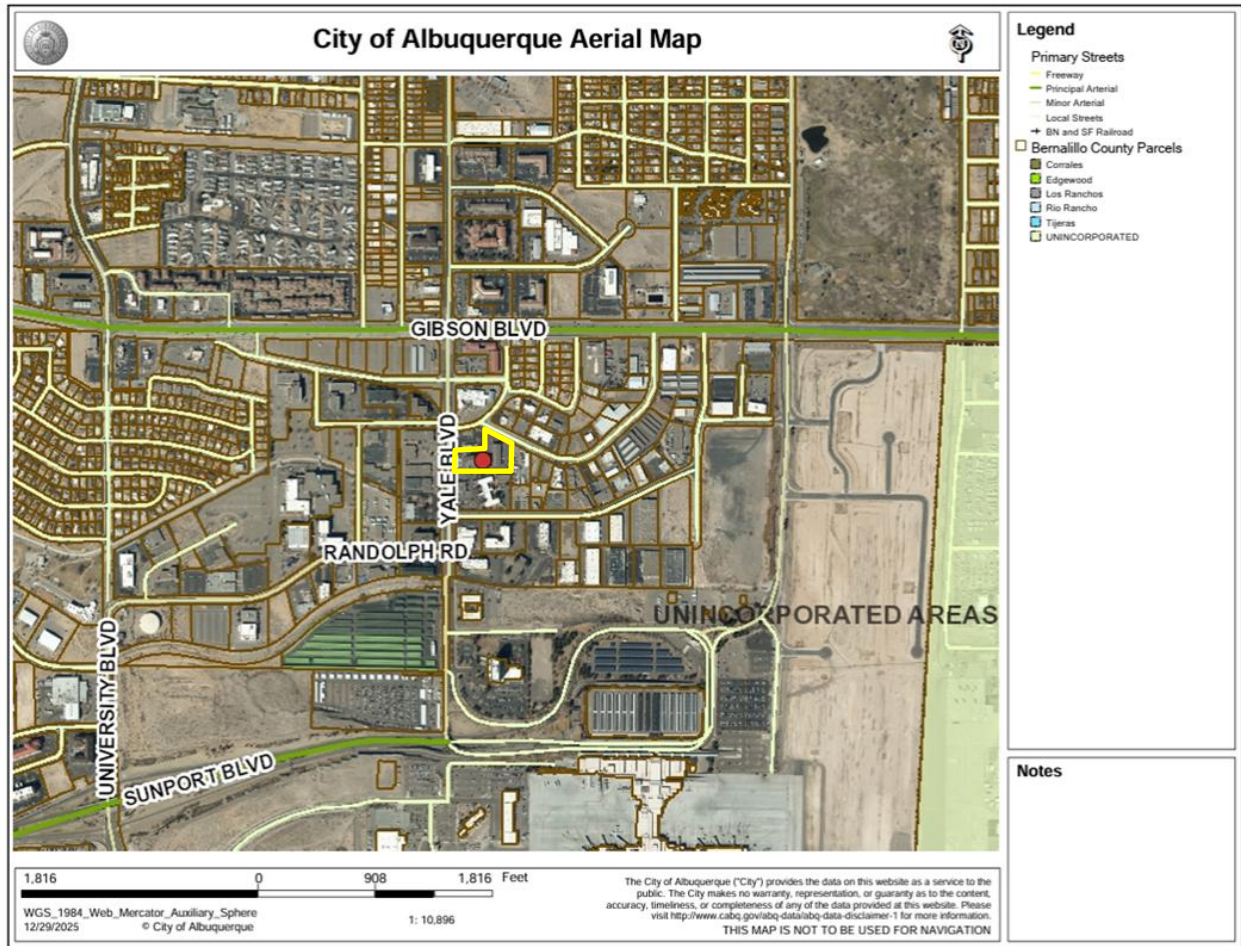 City of Albuquerque Aerial Map
Legend
Primary Streets
Freeway
Principal Arterial
Minor Arterial
Local Streets
BN and SF Railroad
Bernalillo County Parcels
Corrales
Edgewood
Los Ranchos
Rio Rancho
Tijeras
UNINCORPORATED
GIBSON BLVD
YALE BLVD
RANDOLPH RD
UNINCORPORATED AREAS
UNIVERSITY BLVD
SUNPORT BLVD
Notes
1,816 0 908 1,816 Feet
WGS_1984_Web_Mercator_Auxiliary_Sphere
12/29/2025 © City of Albuquerque
1: 10,896
The City of Albuquerque ("City") provides the data on this website as a service to the
public. The City makes no warranty, representation, or guaranty as to the content,
accuracy, timeliness, or completeness of any of the data provided at this website. Please
visit http://www.cabq.gov/abq-data/abq-data-disclaimer-1 for more information.
THIS MAP IS NOT TO BE USED FOR NAVIGATION